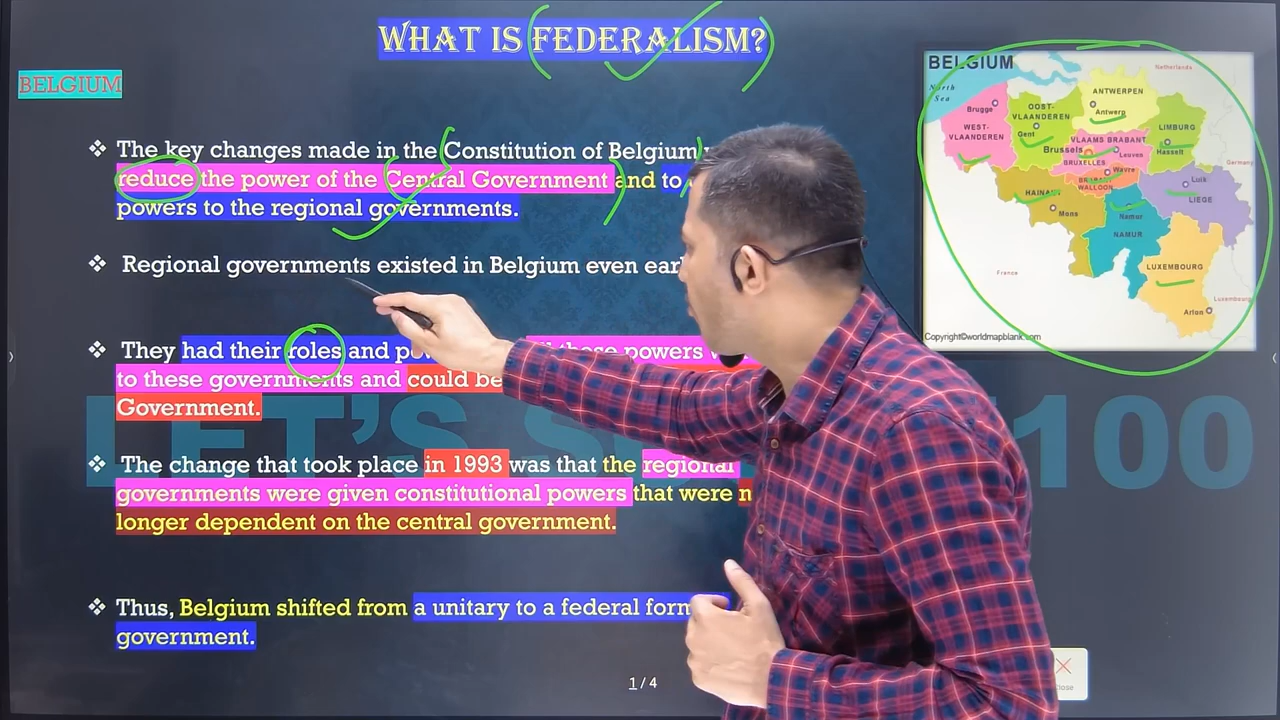 WHAT IS FEDERALISM?
BELGIUM
❖ The key changes made in the Constitution of Belgium
reduce the power of the Central Government and to
powers to the regional governments.
❖ Regional governments existed in Belgium even
❖ They had their roles and
to these governments and could be
Government.
❖ The change that took place in 1993 was that the regional
governments were given constitutional powers that were
longer dependent on the central government.
❖ Thus, Belgium shifted from a unitary to a federal form
government.
LET'S
100
1/4
BELGIUM
Netherlands
North
Sea
ANTWERPEN
Antwerp
Brugge
OOST-
VLAANDEREN
WEST-
VLAANDEREN
Gent
LIMBURG
Hasselt
VLAAMS BRABANT
Brussels
Leuven
BRUXELLES
Wavre
BRABANT
WALLOON
Germany
Luik
LIEGE
HAINAUT
Mons
Namur
NAMUR
LUXEMBOURG
France
Luxembourg
Arlon
Copyright©worldmapblank.com